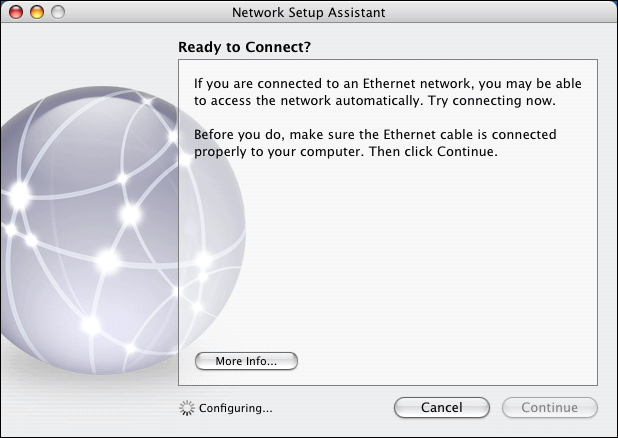 Network Setup Assistant
Ready to Connect?
If you are connected to an Ethernet network, you may be able
to access the network automatically. Try connecting now.
Before you do, make sure the Ethernet cable is connected
properly to your computer. Then click Continue.
More Info...
Configuring...
Cancel
Continue